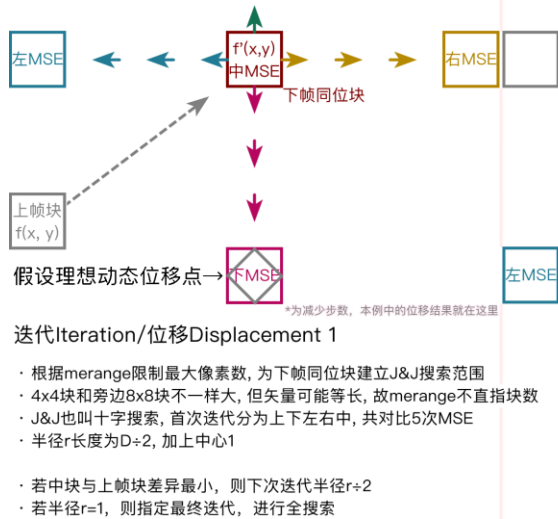 左MSE
f'(x,y)
中MSE
右MSE
下帧同位块
上帧块
f(x, y)
假设理想动态位移点→
下MSE
左MSE
*为减少步数，本例中的位移结果就在这里
迭代Iteration/位移Displacement 1
· 根据merange限制最大像素数, 为下帧同位块建立J&J搜索范围
· 4x4块和旁边8x8块不一样大, 但矢量可能等长, 故merange不直指块数
· J&J也叫十字搜索, 首次迭代分为上下左右中, 共对比5次MSE
· 半径r长度为D÷2, 加上中心1
· 若中块与上帧块差异最小，则下次迭代半径r÷2
· 若半径r=1，则指定最终迭代，进行全搜索